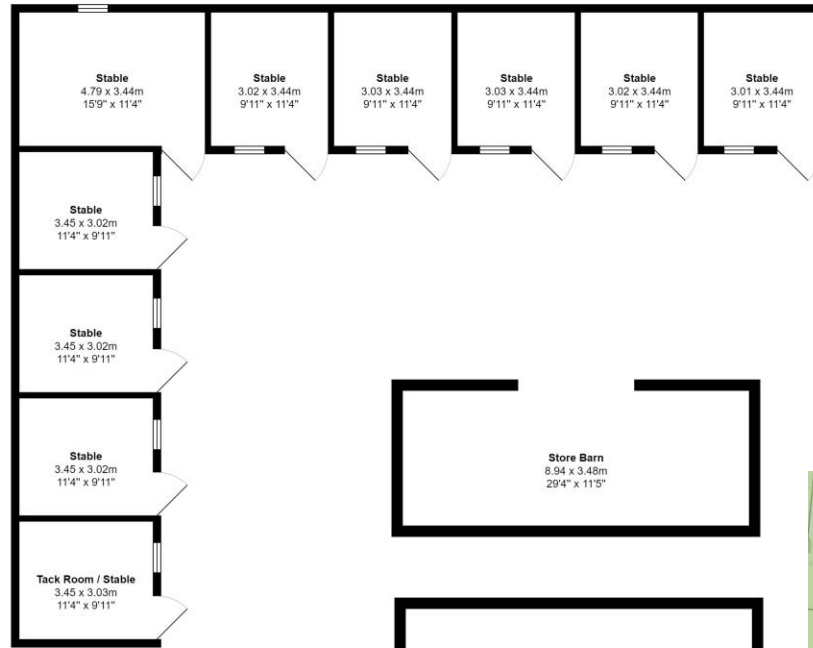 Stable
4.79 x 3.44m
15'9" x 11'4"
Stable
3.02 x 3.44m
9'11" x 11'4"
Stable
3.03 x 3.44m
9'11" x 11'4"
Stable
3.03 x 3.44m
9'11" x 11'4"
Stable
3.02 x 3.44m
9'11" x 11'4"
Stable
3.01 x 3.44m
9'11" x 11'4"
Stable
3.45 x 3.02m
11'4" x 9'11"
Stable
3.45 x 3.02m
11'4" x 9'11"
Stable
3.45 x 3.02m
11'4" x 9'11"
Store Barn
8.94 x 3.48m
29'4" x 11'5"
Tack Room / Stable
3.45 x 3.03m
11'4" x 9'11"